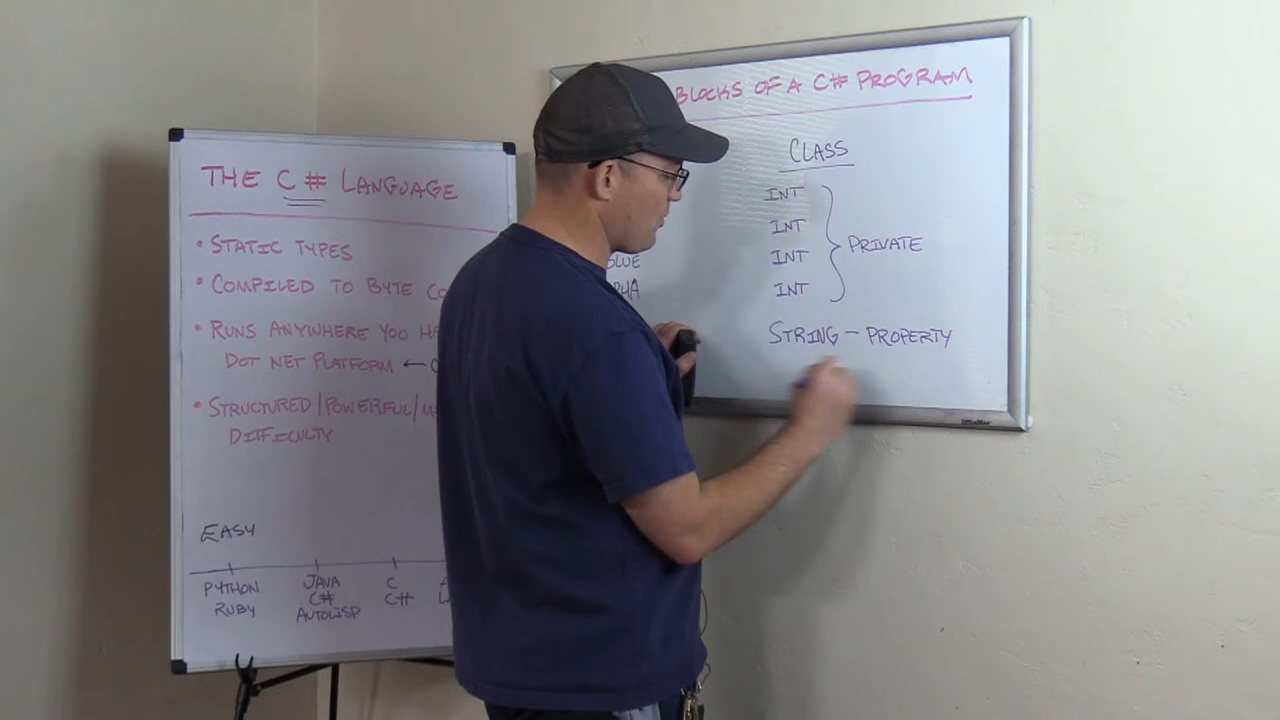 THE C# LANGUAGE
• STATIC TYPES
• COMPILED TO BYTE
• RUNS ANYWHERE YOU
DOT NET PLATFORM ←
• STRUCTURED/POWERFUL/
DIFFICULTY
EASY
PYTHON
RUBY
JAVA
C#
AUTOLISP
C
C#
BLOCKS OF A C# PROGRAM
CLASS
INT
INT
INT
INT
} PRIVATE
STRING - PROPERTY